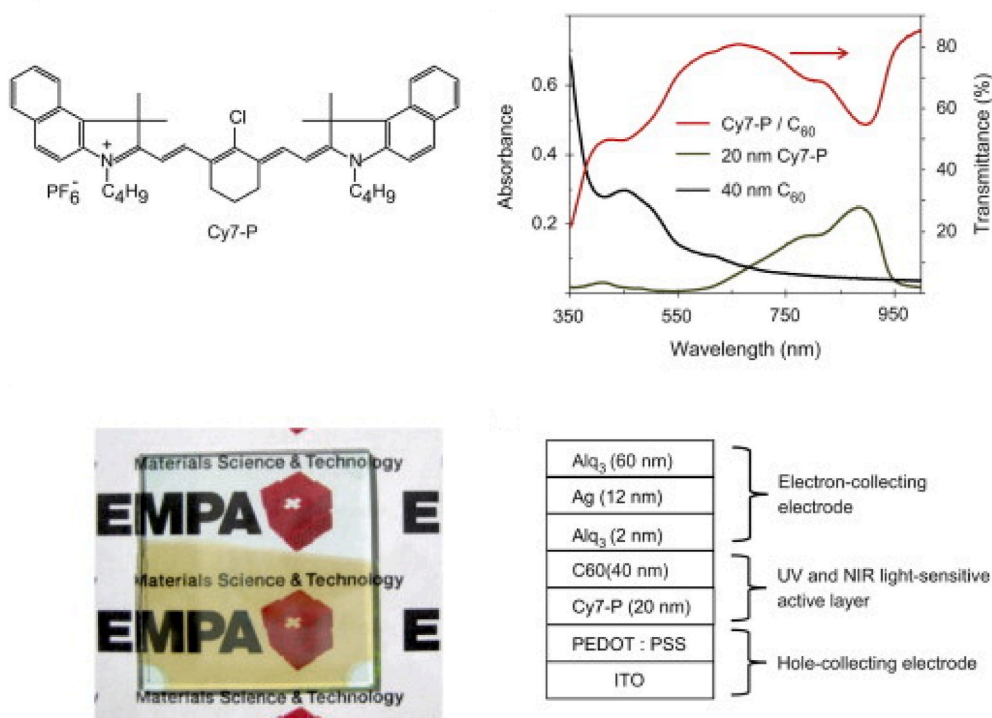 Cl
N
+
N
PF₆⁻
C₄H₉
C₄H₉
Cy7-P
Absorbance
0.6
0.4
0.2
Cy7-P / C₆₀
20 nm Cy7-P
40 nm C₆₀
80
60
40
20
Transmittance (%)
350
550
750
950
Wavelength (nm)
Materials Science & Technology
EMPA E
Materials Science & Technology
EMPA E
Materials Science & Technology
Alq₃ (60 nm)
Ag (12 nm)
Alq₃ (2 nm)
C60(40 nm)
Cy7-P (20 nm)
PEDOT : PSS
ITO
Electron-collecting
electrode
UV and NIR light-sensitive
active layer
Hole-collecting electrode